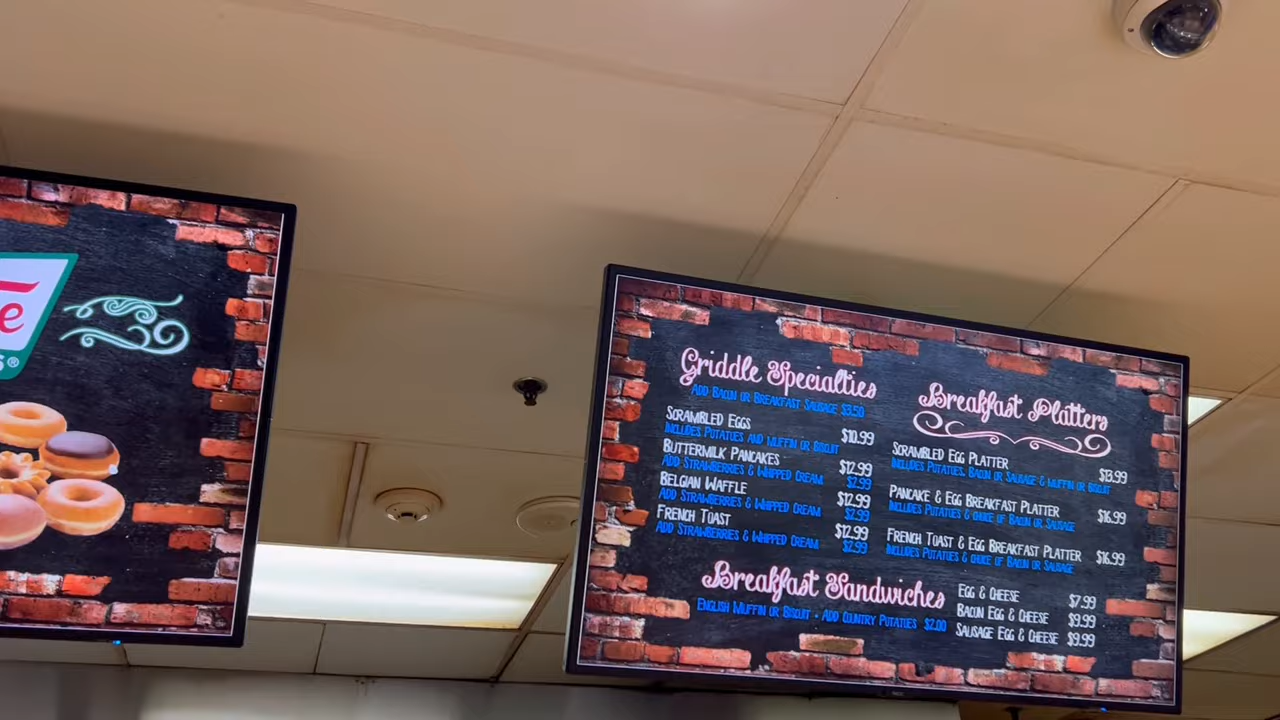 e
s®
Griddle Specialties
Add Bacon or Breakfast Sausage $3.50
Scrambled Eggs $10.99
Includes Potatoes and Muffin or Biscuit
Buttermilk Pancakes $12.99
Add Strawberries & Whipped Cream $2.99
Belgian Waffle $12.99
Add Strawberries & Whipped Cream $2.99
French Toast $12.99
Add Strawberries & Whipped Cream $2.99
Breakfast Platters
Scrambled Egg Platter $13.99
Includes Potatoes, Bacon or Sausage & Muffin or Biscuit
Pancake & Egg Breakfast Platter $16.99
Includes Potatoes & Choice of Bacon or Sausage
French Toast & Egg Breakfast Platter $16.99
Includes Potatoes & Choice of Bacon or Sausage
Breakfast Sandwiches
English Muffin or Biscuit - Add Country Potatoes $2.00
Egg & Cheese $7.99
Bacon Egg & Cheese $9.99
Sausage Egg & Cheese $9.99